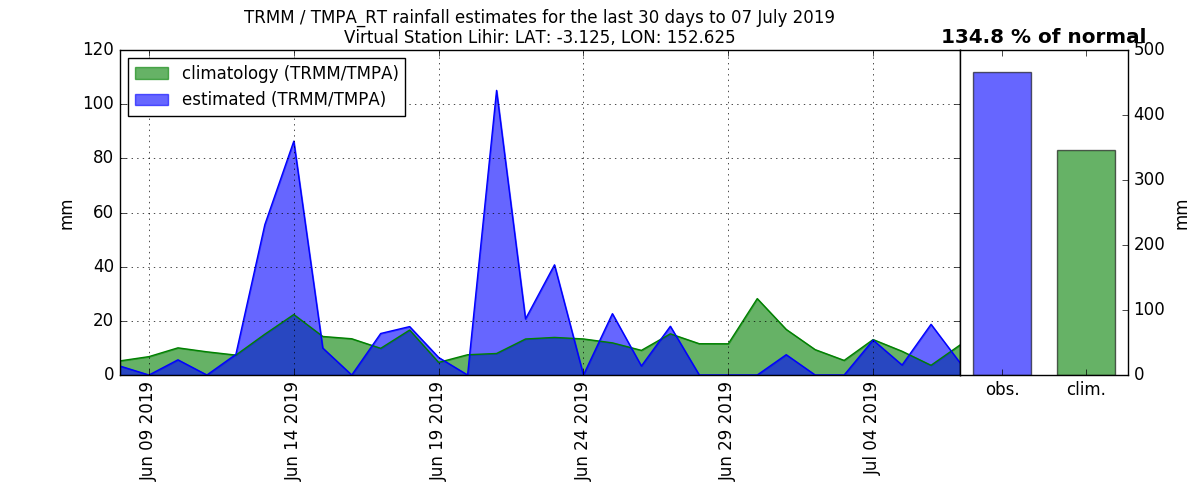 TRMM / TMPA_RT rainfall estimates for the last 30 days to 07 July 2019
Virtual Station Lihir: LAT: -3.125, LON: 152.625
134.8 % of normal
climatology (TRMM/TMPA)
estimated (TRMM/TMPA)
120
100
80
60
40
20
0
mm
Jun 09 2019
Jun 14 2019
Jun 19 2019
Jun 24 2019
Jun 29 2019
Jul 04 2019
obs.
clim.
500
400
300
200
100
0
mm